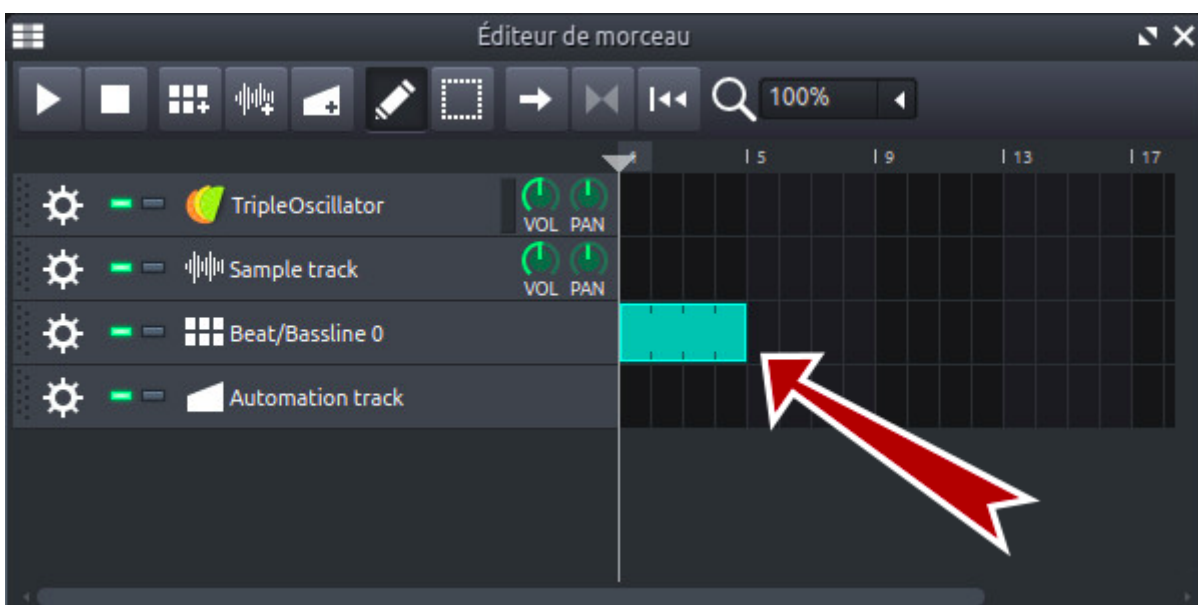 Éditeur de morceau
100%
5 9 13 17
TripleOscillator VOL PAN
Sample track VOL PAN
Beat/Bassline 0
Automation track